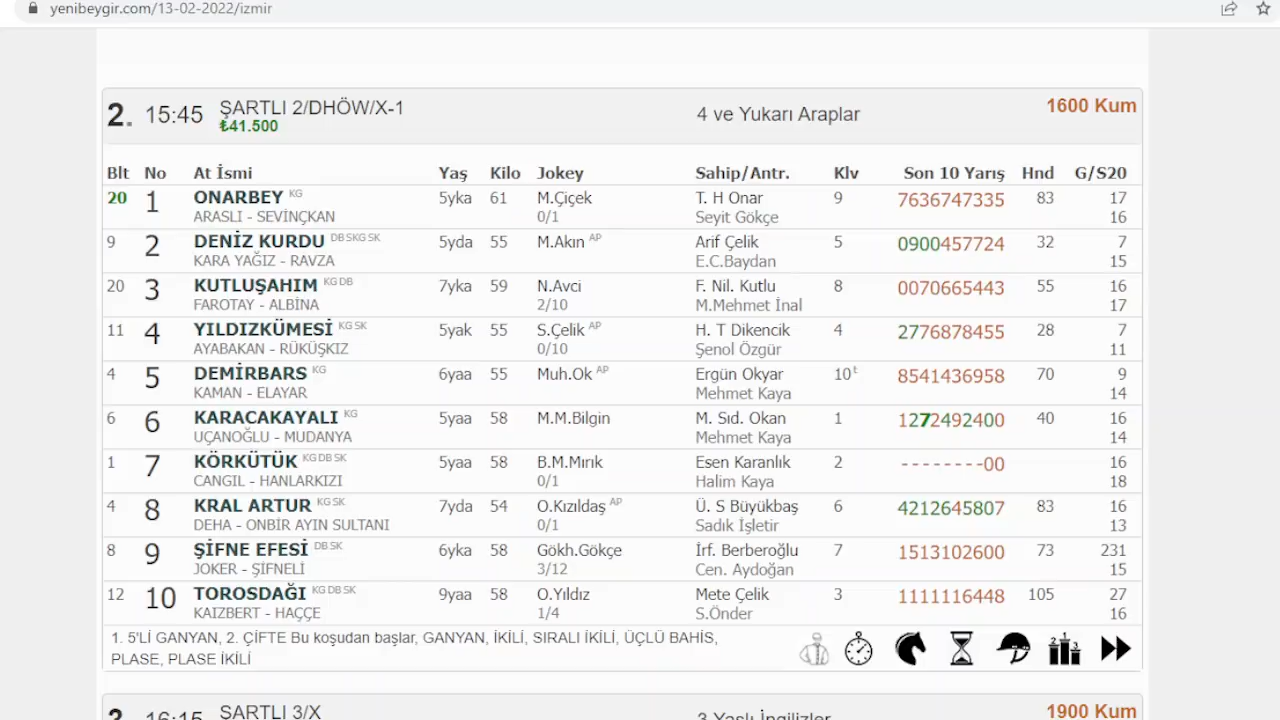 yenibeygir.com/13-02-2022/izmir
2. 15:45 ŞARTLI 2/DHÖW/X-1 4 ve Yukarı Araplar 1600 Kum
₺41.500
Blt No At İsmi Yaş Kilo Jokey Sahip/Antr. Klv Son 10 Yarış Hnd G/S20
20 1 ONARBEY KG 5yka 61 M.Çiçek T. H Onar 9 7636747335 83 17
ARASLI - SEVİNÇKAN 0/1 Seyit Gökçe 16
9 2 DENİZ KURDU DB SKG SK 5yda 55 M.Akın AP Arif Çelik 5 0900457724 32 7
KARA YAĞIZ - RAVZA E.C.Baydan 15
20 3 KUTLUŞAHIM KG DB 7yka 59 N.Avci F. Nil. Kutlu 8 0070665443 55 16
FAROTAY - ALBİNA 2/10 M.Mehmet İnal 17
11 4 YILDIZKÜMESİ KG SK 5yak 55 S.Çelik AP H. T Dikencik 4 2776878455 28 7
AYABAKAN - RÜKÜŞKIZ 0/10 Şenol Özgür 11
4 5 DEMİRBARS KG 6yaa 55 Muh.Ok AP Ergün Okyar 10t 8541436958 70 9
KAMAN - ELAYAR Mehmet Kaya 14
6 6 KARACAKAYALI KG 5yaa 58 M.M.Bilgin M. Sıd. Okan 1 1272492400 40 16
UÇANOĞLU - MUDANYA Mehmet Kaya 14
1 7 KÖRKÜTÜK KG DB SK 5yaa 58 B.M.Mırık Esen Karanlık 2 --------00 16
CANGIL - HANLARKIZI 0/1 Halim Kaya 18
4 8 KRAL ARTUR KG SK 7yda 54 O.Kızıldaş AP Ü. S Büyükbaş 6 4212645807 83 16
DEHA - ONBİR AYIN SULTANI 0/1 Sadık İşletir 13
8 9 ŞİFNE EFESİ DB SK 6yka 58 Gökh.Gökçe İrf. Berberoğlu 7 1513102600 73 231
JOKER - ŞİFNELİ 3/12 Cen. Aydoğan 15
12 10 TOROSDAĞI KG DB SK 9yaa 58 O.Yıldız Mete Çelik 3 1111116448 105 27
KAIZBERT - HAÇÇE 1/4 S.Önder 16
1. 5'Lİ GANYAN, 2. ÇİFTE Bu koşudan başlar, GANYAN, İKİLİ, SIRALI İKİLİ, ÜÇLÜ BAHİS,
PLASE, PLASE İKİLİ
2 1 3
16:15 ŞARTLI 3/X 3 Yaşlı İngilizler 1900 Kum